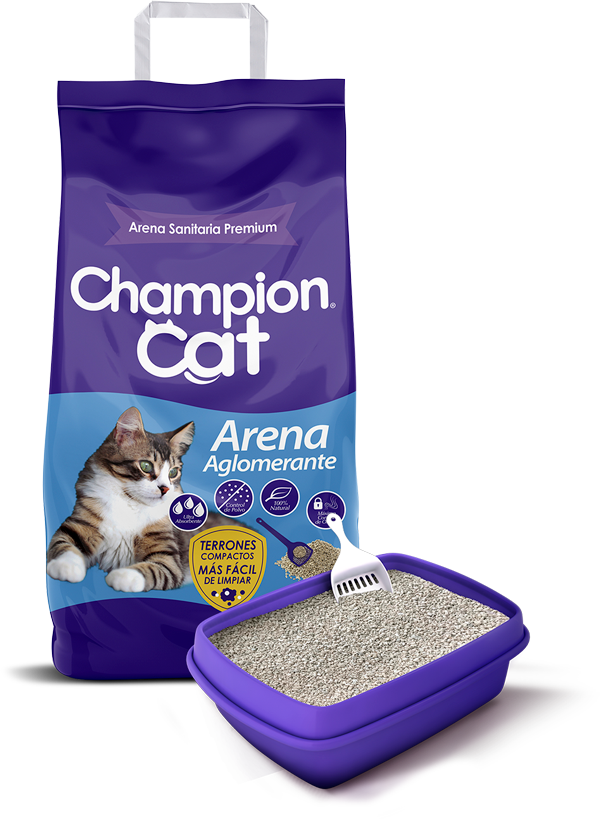 Arena Sanitaria Premium
Champion®
Cat
Arena
Aglomerante
Ultra
Absorbente
Control
de Polvo
100%
Natural
TERRONES
COMPACTOS
MÁS FÁCIL
DE LIMPIAR